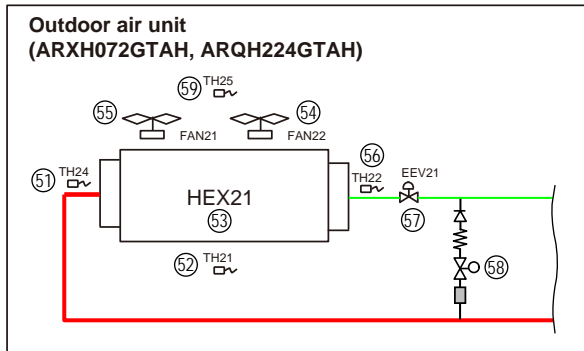 Outdoor air unit
(ARXH072GTAH, ARQH224GTAH)
59 TH25
55 FAN21
54 FAN22
51 TH24
56 TH22
EEV21
57
HEX21
53
52 TH21
58